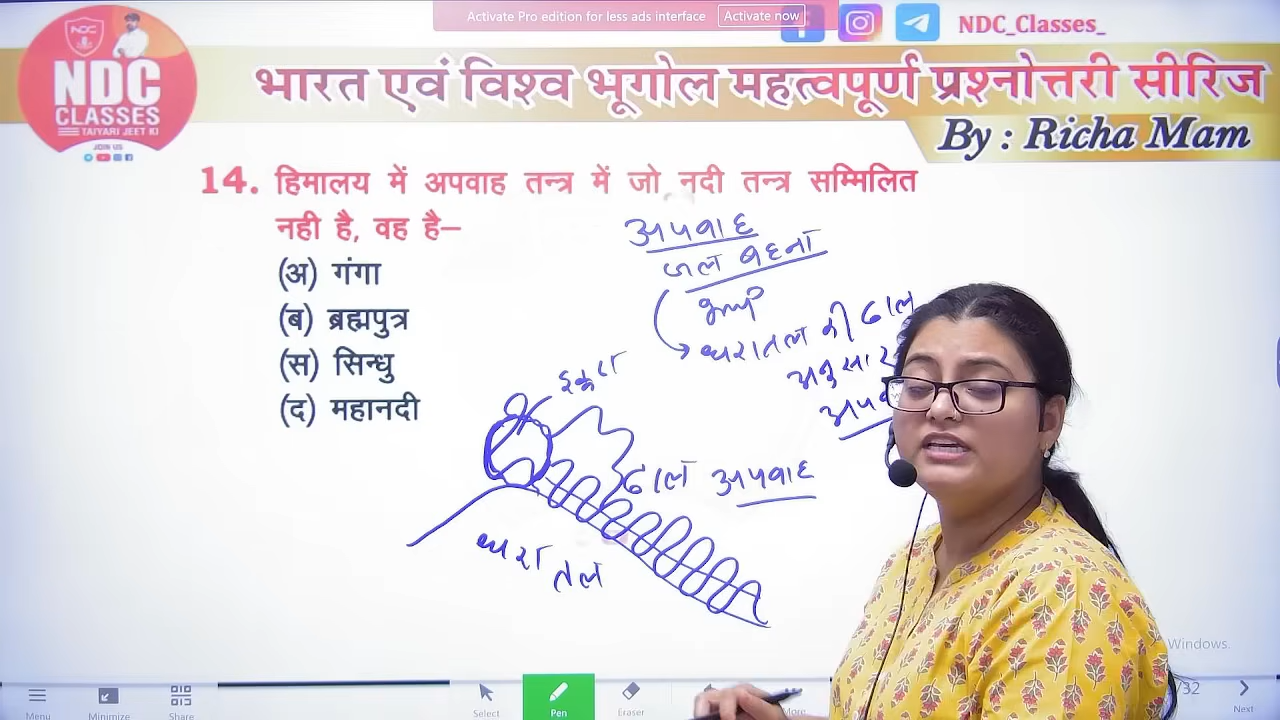 Activate Pro edition for less ads interface Activate now
NDC_Classes_
NDC
NDC
CLASSES
TAIYARI JEET KI
JOIN US
भारत एवं विश्व भूगोल महत्वपूर्ण प्रश्नोत्तरी सीरिज
By : Richa Mam
14. हिमालय में अपवाह तन्त्र में जो नदी तन्त्र सम्मिलित
नही है, वह है–
(अ) गंगा
(ब) ब्रह्मपुत्र
(स) सिन्धु
(द) महानदी
अपवाह
जल बहना
धरातल की ढाल
अनुसार
ढाल अपवाह
धरातल
Windows.
/32
Menu
Minimize
Share
Select
Pen
Eraser
More
Next